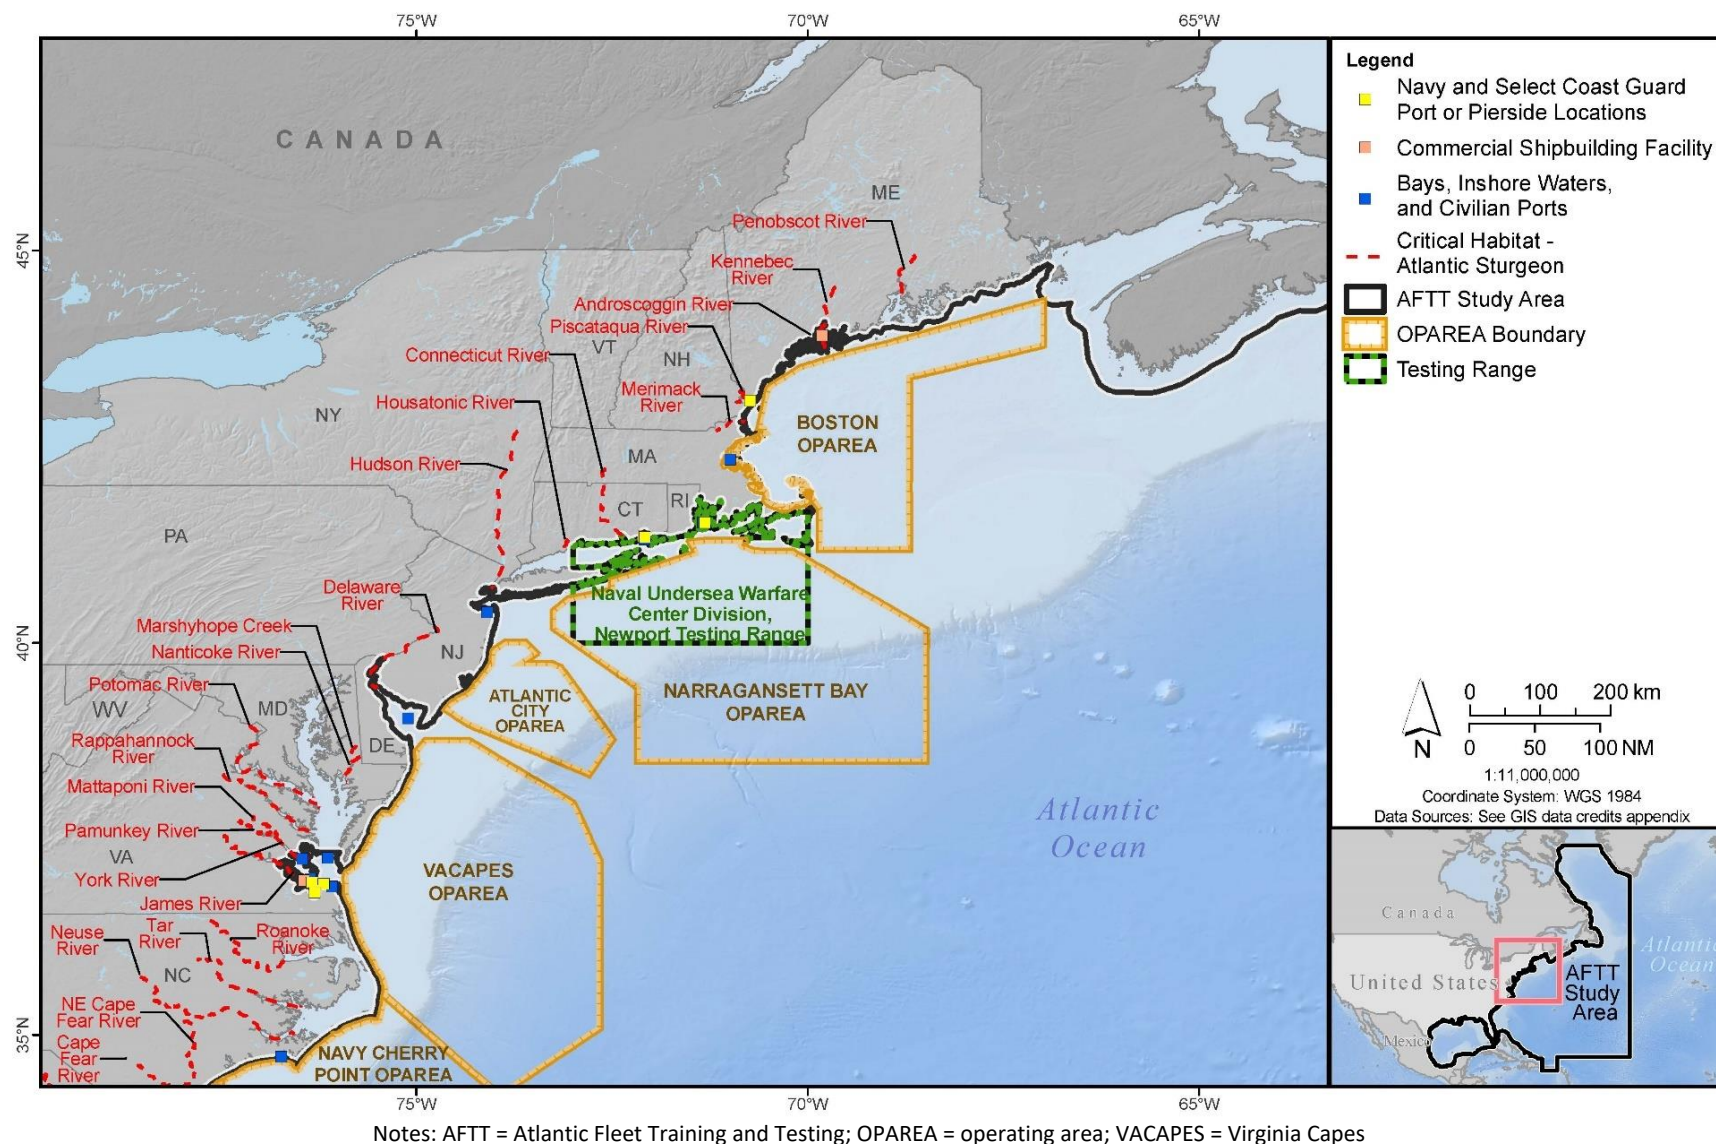 75°W
70°W
65°W
45°N
40°N
35°N
CANADA
ME
Penobscot River
Kennebec
River
Androscoggin River
Piscataqua River
VT
NH
Connecticut River
Merimack
River
Housatonic River
NY
BOSTON
OPAREA
MA
Hudson River
RI
CT
PA
Delaware
River
Naval Undersea Warfare
Center Division,
Newport Testing Range
Marshyhope Creek
Nanticoke River
NJ
Potomac River
MD
WV
ATLANTIC
CITY
OPAREA
NARRAGANSETT BAY
OPAREA
Rappahannock
River
DE
Mattaponi River
Pamunkey River
VA
York River
James River
VACAPES
OPAREA
Atlantic
Ocean
Neuse
River
Tar
River
Roanoke
River
NC
NE Cape
Fear River
Cape
Fear
River
NAVY CHERRY
POINT OPAREA
75°W
70°W
65°W
Legend
Navy and Select Coast Guard
Port or Pierside Locations
Commercial Shipbuilding Facility
Bays, Inshore Waters,
and Civilian Ports
Critical Habitat -
Atlantic Sturgeon
AFTT Study Area
OPAREA Boundary
Testing Range
N
0 100 200 km
0 50 100 NM
1:11,000,000
Coordinate System: WGS 1984
Data Sources: See GIS data credits appendix
Canada
United States
Mexico
Atlantic
Ocean
AFTT
Study
Area
Notes: AFTT = Atlantic Fleet Training and Testing; OPAREA = operating area; VACAPES = Virginia Capes